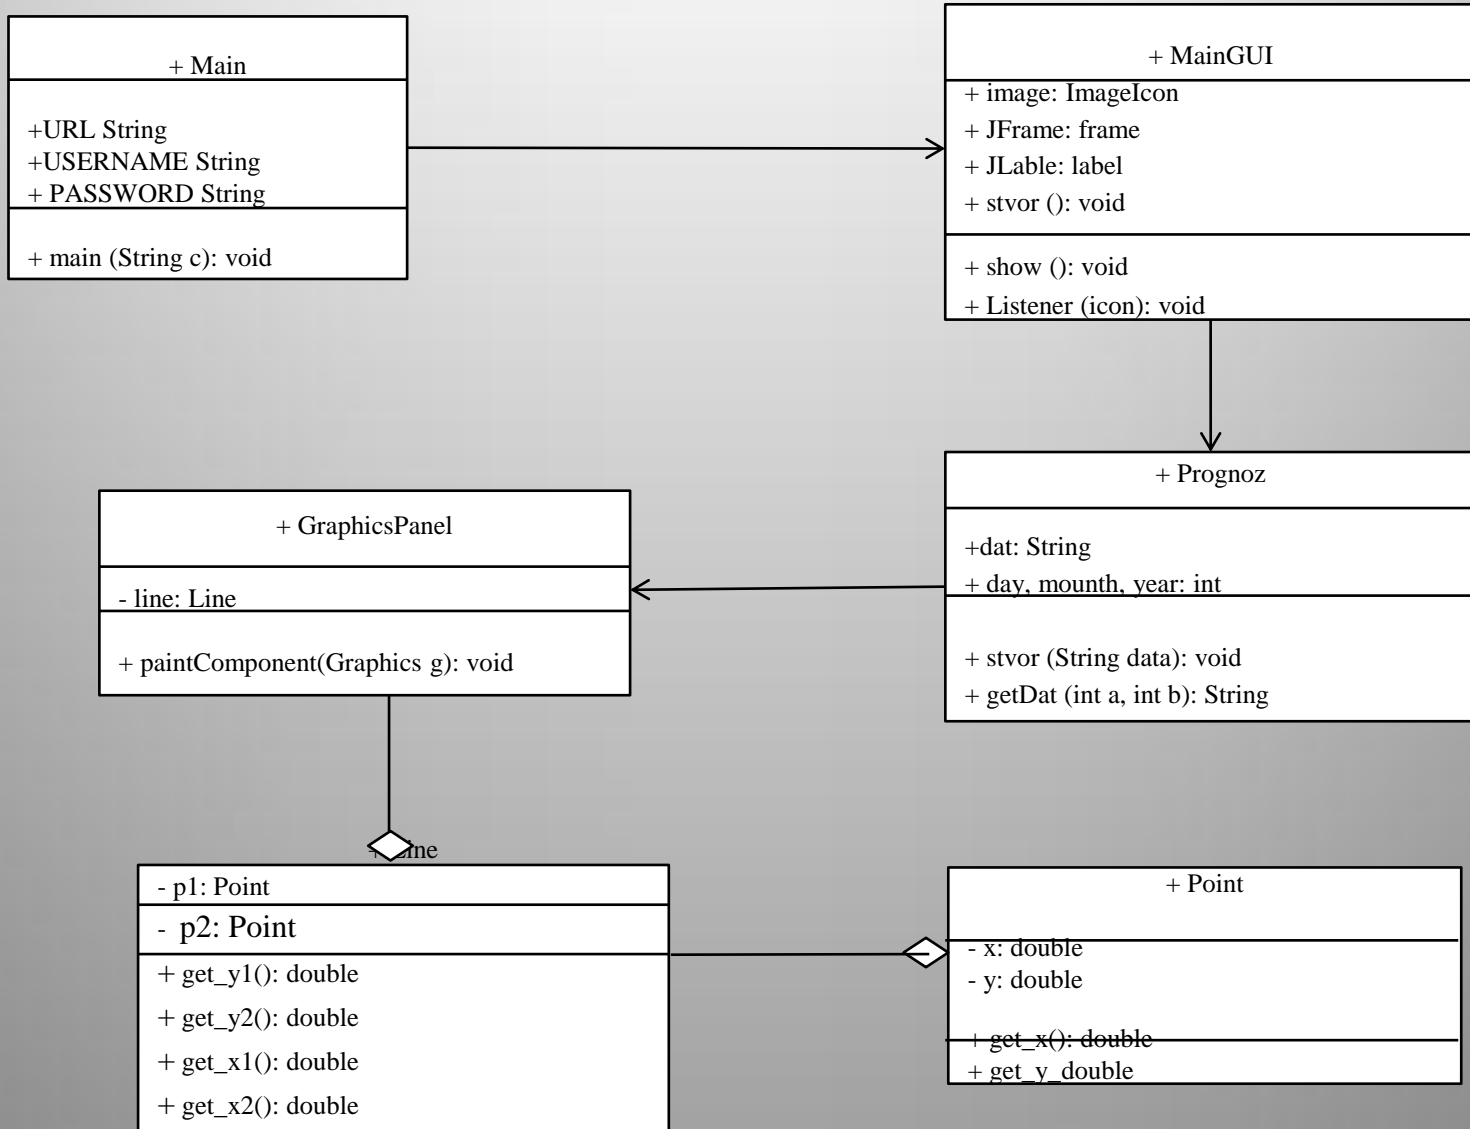 + Main
+URL String
+USERNAME String
+ PASSWORD String
+ main (String c): void
+ MainGUI
+ image: ImageIcon
+ JFrame: frame
+ JLable: label
+ stvor (): void
+ show (): void
+ Listener (icon): void
+ Prognoz
+dat: String
+ day, mounth, year: int
+ stvor (String data): void
+ getDat (int a, int b): String
+ GraphicsPanel
- line: Line
+ paintComponent(Graphics g): void
+ Line
- p1: Point
- p2: Point
+ get_y1(): double
+ get_y2(): double
+ get_x1(): double
+ get_x2(): double
+ Point
- x: double
- y: double
+ get_x(): double
+ get_y_double